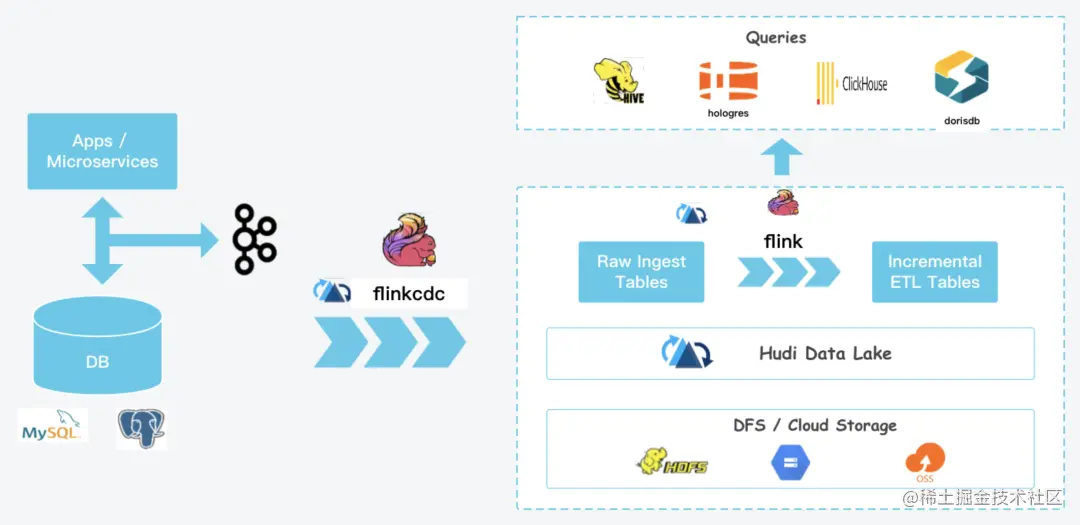 Queries
HIVE
hologres
ClickHouse
dorisdb
Apps /
Microservices
flinkcdc
flink
Raw Ingest
Tables
Incremental
ETL Tables
DB
MySQL
Hudi Data Lake
DFS / Cloud Storage
HDFS
OSS
@稀土掘金技术社区